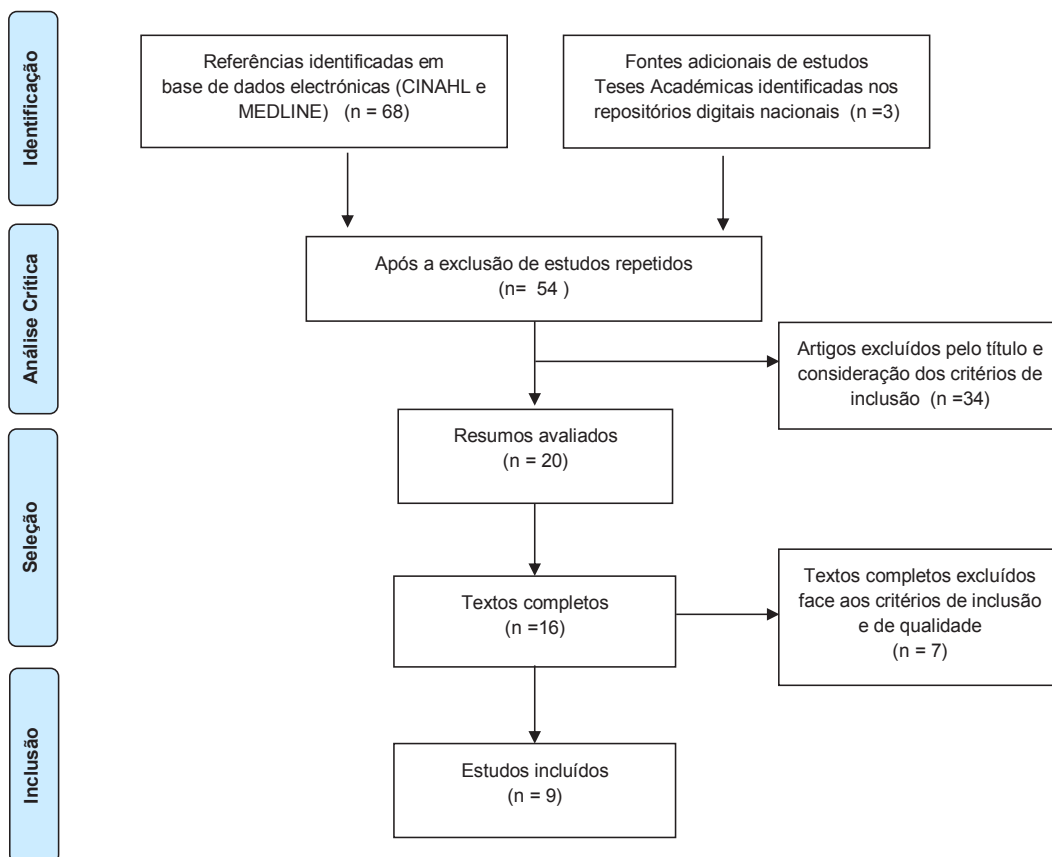 Identificação
Referências identificadas em
base de dados electrónicas (CINAHL e
MEDLINE) (n = 68)
Fontes adicionais de estudos
Teses Académicas identificadas nos
repositórios digitais nacionais (n =3)
Análise Crítica
Após a exclusão de estudos repetidos
(n= 54 )
Artigos excluídos pelo título e
consideração dos critérios de
inclusão (n =34)
Seleção
Resumos avaliados
(n = 20)
Textos completos
(n =16)
Textos completos excluídos
face aos critérios de inclusão
e de qualidade
(n = 7)
Inclusão
Estudos incluídos
(n = 9)